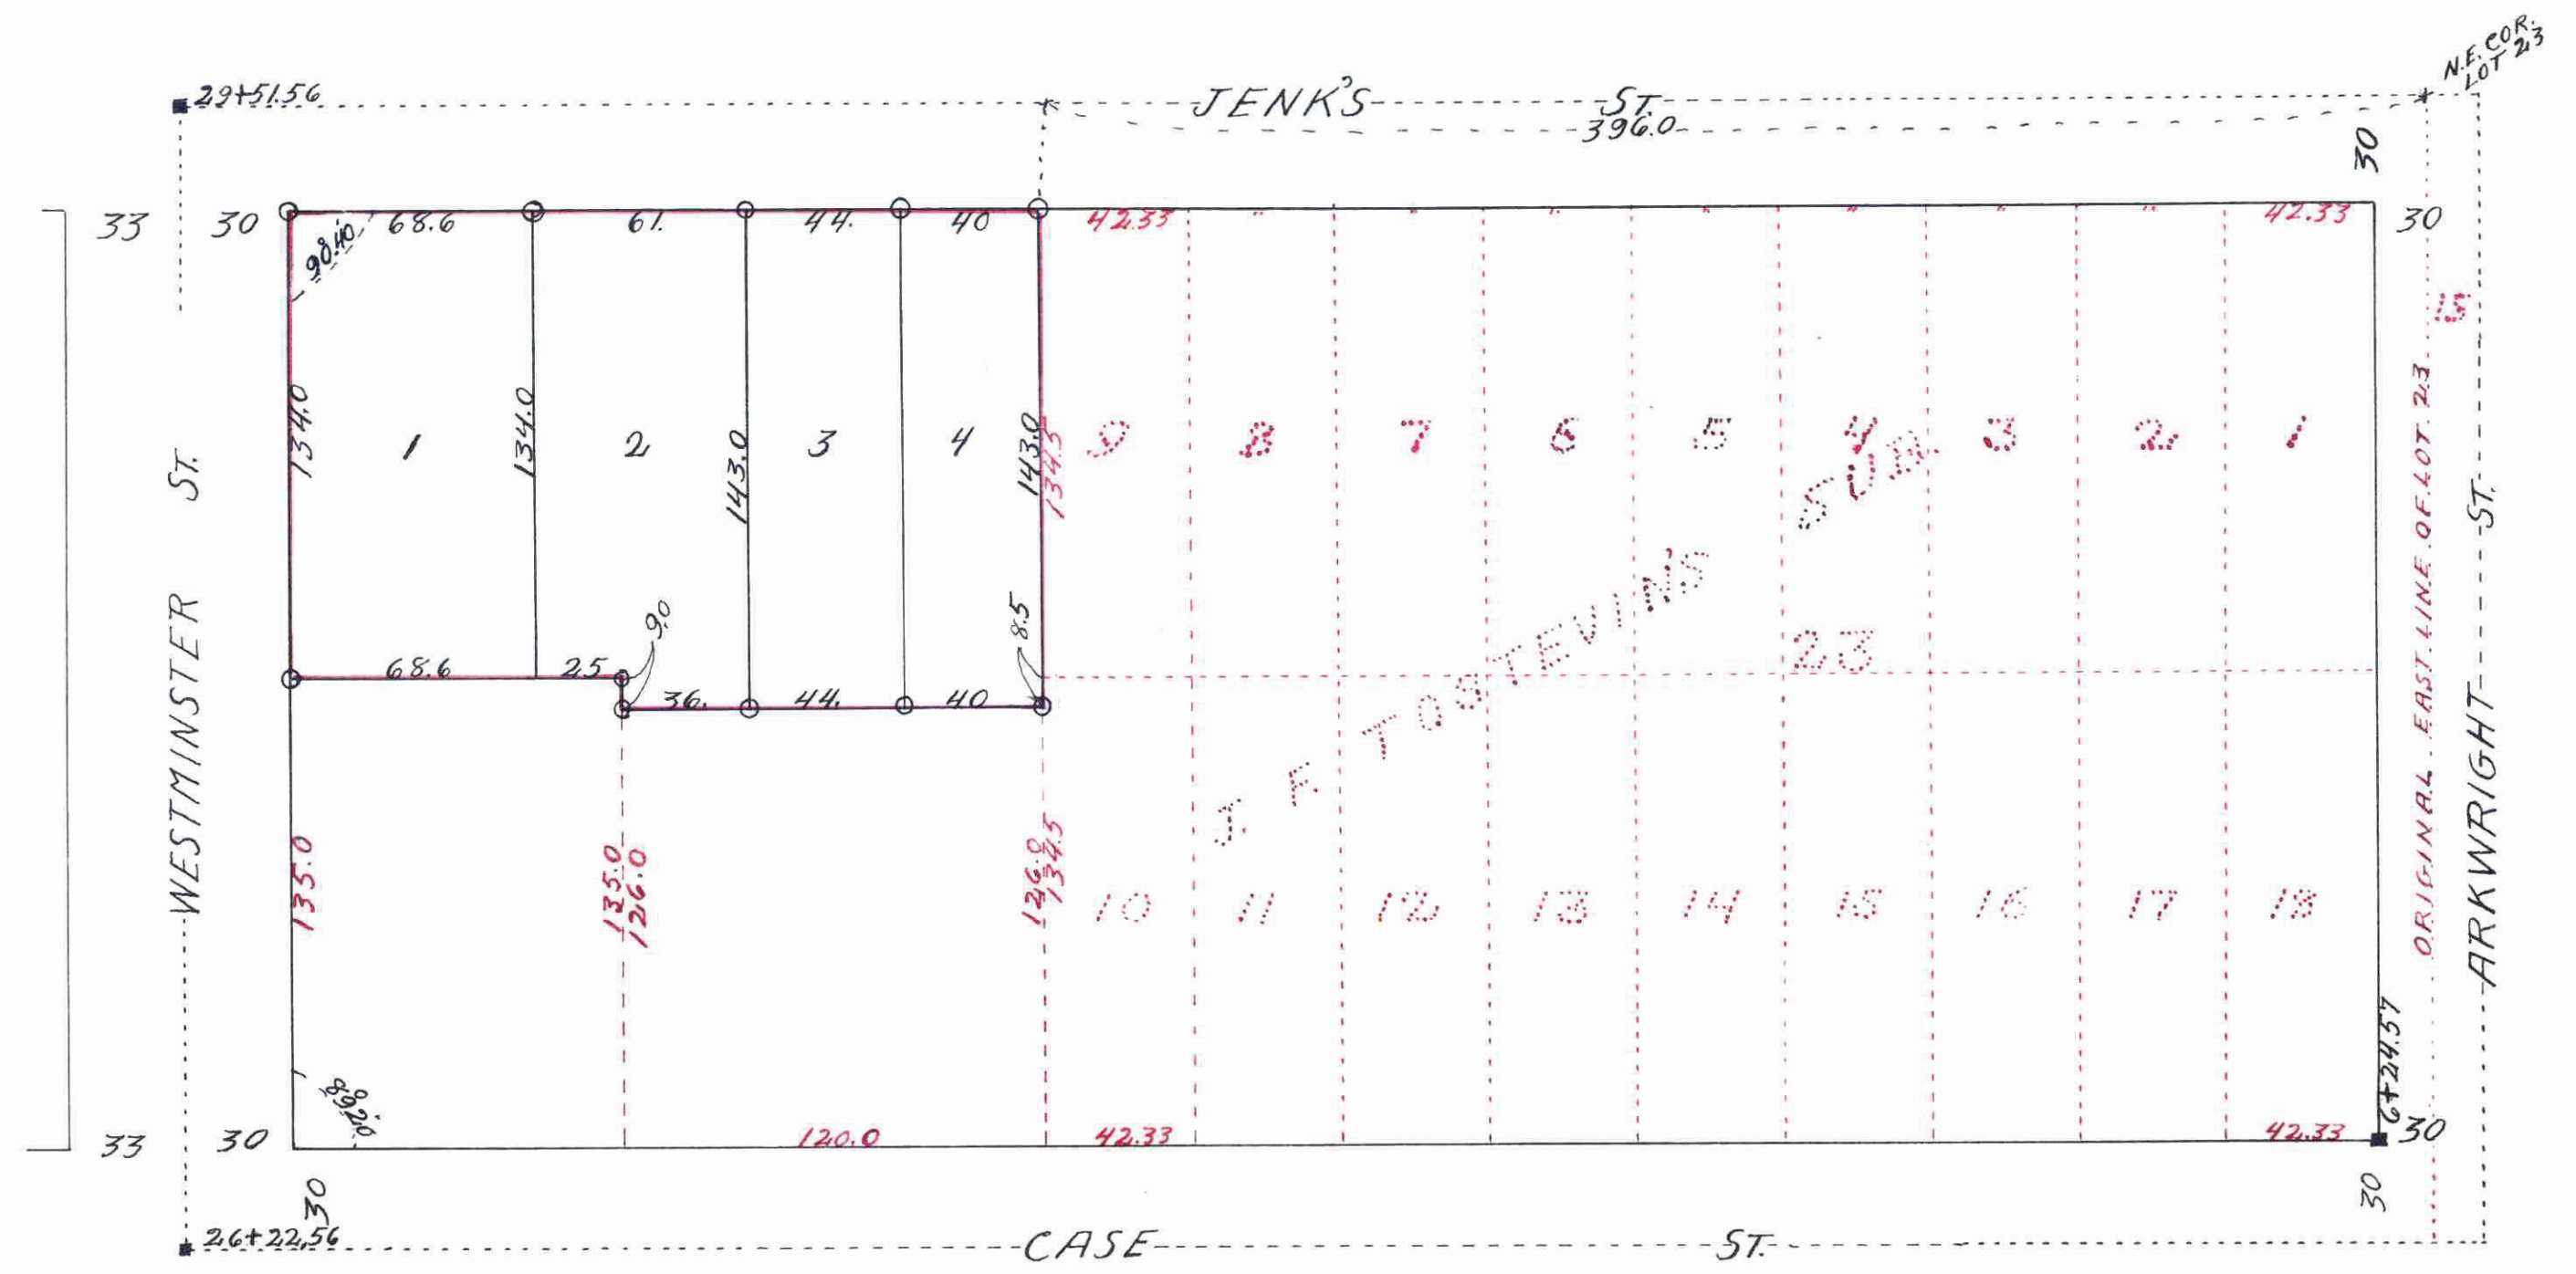 N.E. COR.
LOT 23
29+51.56
JENK'S ST.
396.0
30
33 30 68.6 61. 44. 40 42.33 " " " " " " " 42.33 30
90.40
15
134.0 134.0 143.0 143.0 134.5
1 2 3 4 9 8 7 6 5 4 3 2 1
J. F. TOSTEVINS SUB.
23
WESTMINSTER ST.
ORIGINAL EAST LINE OF LOT 23
ARKWRIGHT ST.
9.0 8.5
68.6 25 36. 44. 40
135.0 135.0 126.0 126.0 134.5
10 11 12 13 14 15 16 17 18
6+24.57
89.20
33 30 120.0 42.33 42.33 30
30 30
26+22.56
CASE ST.